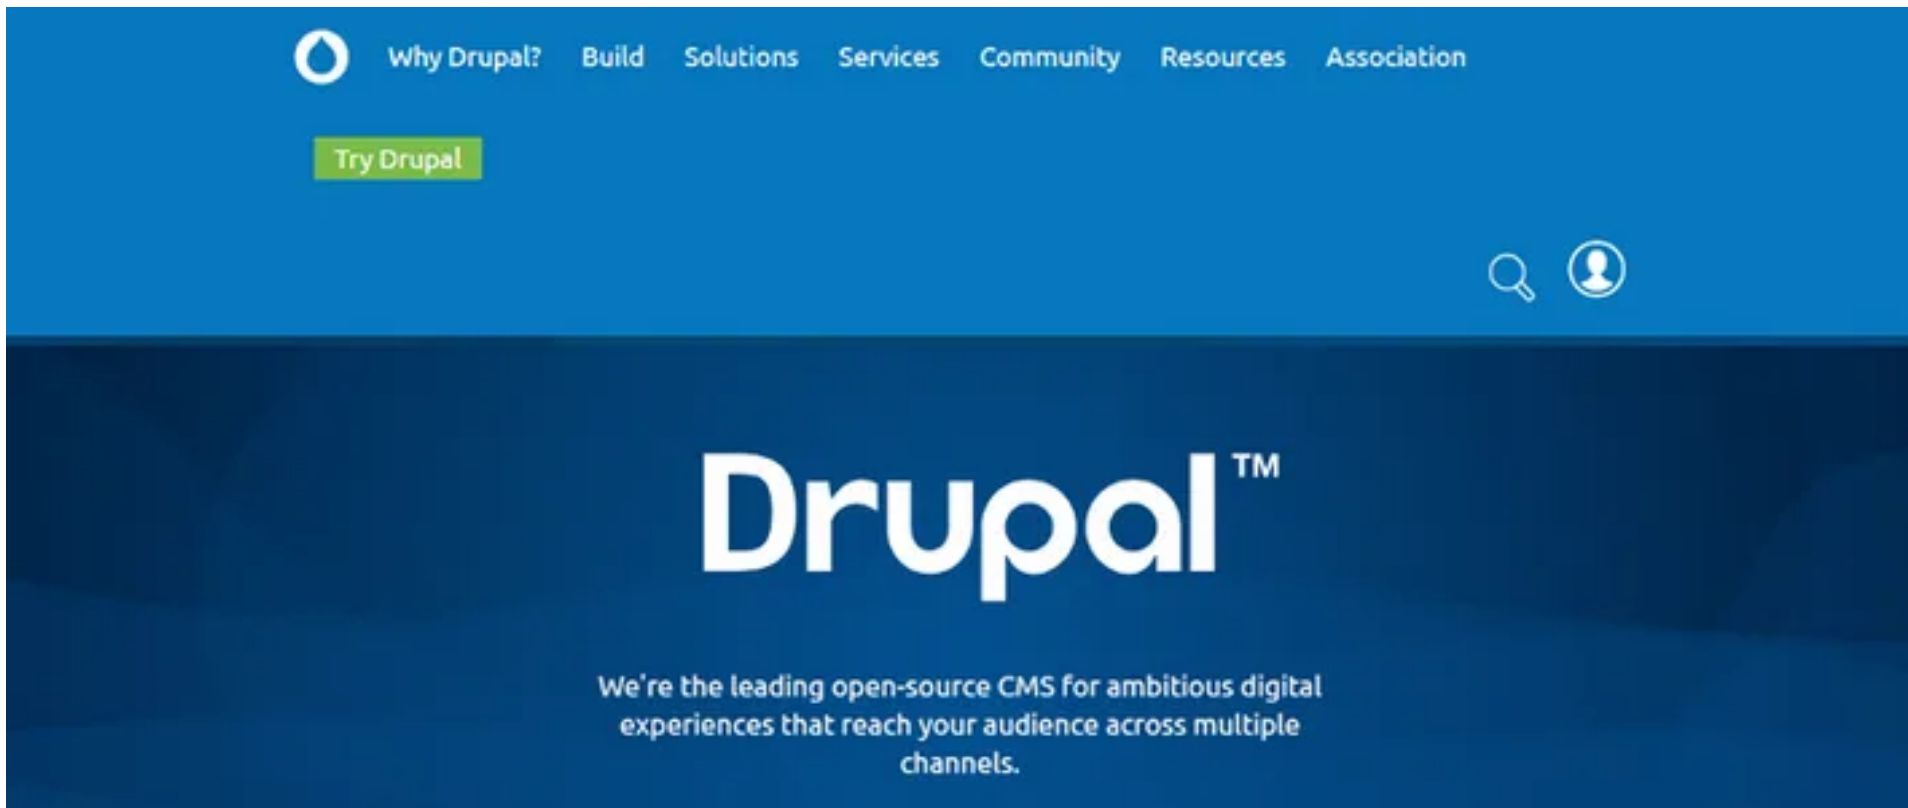 Why Drupal? Build Solutions Services Community Resources Association
Try Drupal
Drupal™
We're the leading open-source CMS for ambitious digital
experiences that reach your audience across multiple
channels.